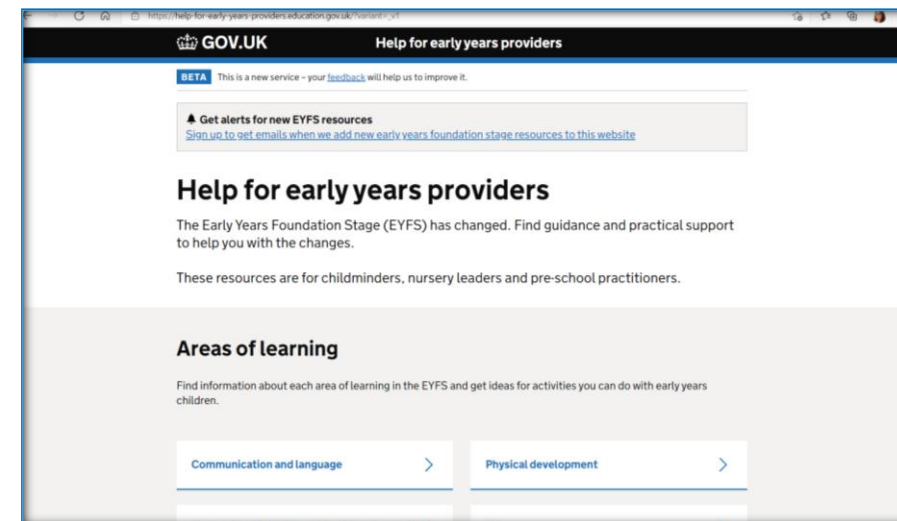 https://help-for-early-years-providers.education.gov.uk/?variant=_v1
GOV.UK
Help for early years providers
BETA This is a new service – your feedback will help us to improve it.
Get alerts for new EYFS resources
Sign up to get emails when we add new early years foundation stage resources to this website
Help for early years providers
The Early Years Foundation Stage (EYFS) has changed. Find guidance and practical support
to help you with the changes.
These resources are for childminders, nursery leaders and pre-school practitioners.
Areas of learning
Find information about each area of learning in the EYFS and get ideas for activities you can do with early years
children.
Communication and language
Physical development